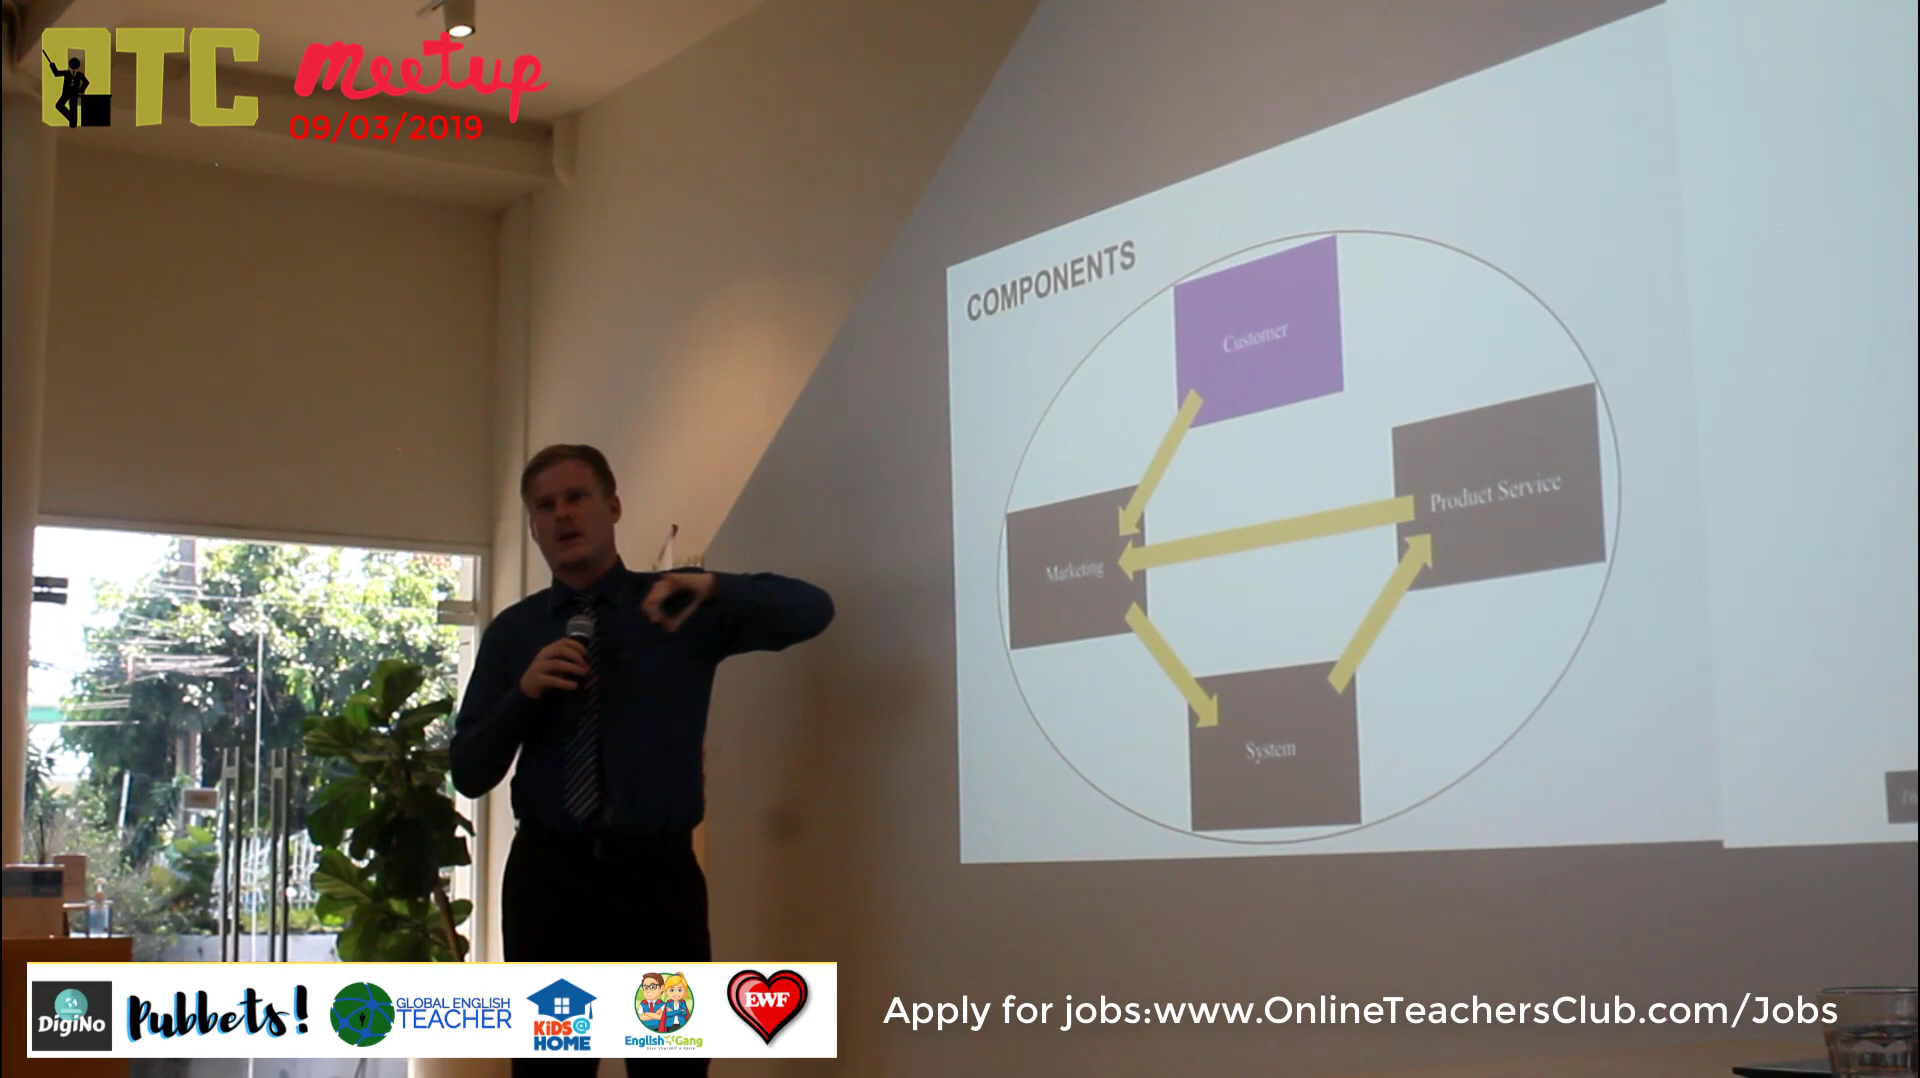 OTC
meetup
09/03/2019
COMPONENTS
Customer
Product Service
Marketing
System
DigiNo
Pubbets!
GLOBAL ENGLISH
TEACHER
KiDS@
HOME
English Gang
EWF
Apply for jobs:www.OnlineTeachersClub.com/Jobs